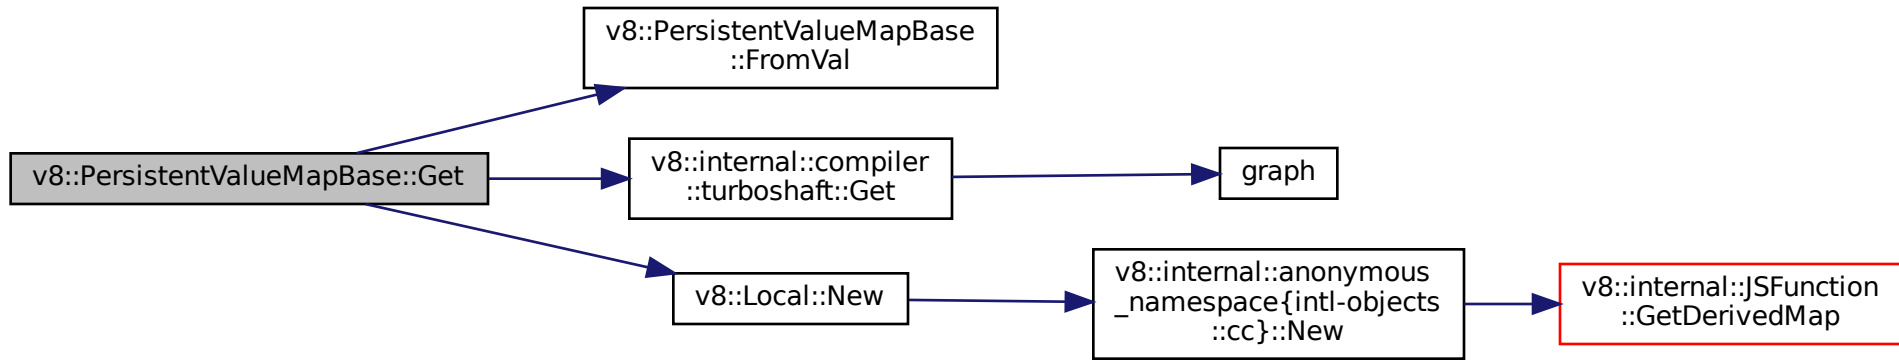 v8::PersistentValueMapBase::Get
v8::PersistentValueMapBase
::FromVal
v8::internal::compiler
::turboshaft::Get
graph
v8::Local::New
v8::internal::anonymous
_namespace{intl-objects
::cc}::New
v8::internal::JSFunction
::GetDerivedMap